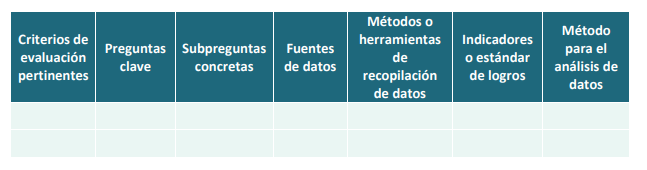 Criterios de
evaluación
pertinentes
Preguntas
clave
Subpreguntas
concretas
Fuentes
de datos
Métodos o
herramientas
de
recopilación
de datos
Indicadores
o estándar
de logros
Método
para el
análisis de
datos